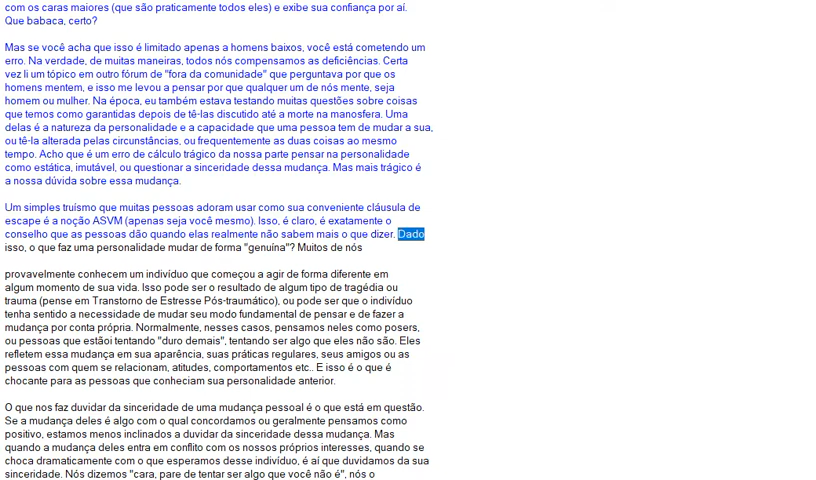 com os caras maiores (que são praticamente todos eles) e exibe sua confiança por aí.
Que babaca, certo?
Mas se você acha que isso é limitado apenas a homens baixos, você está cometendo um
erro. Na verdade, de muitas maneiras, todos nós compensamos as deficiências. Certa
vez li um tópico em outro fórum de "fora da comunidade" que perguntava por que os
homens mentem, e isso me levou a pensar por que qualquer um de nós mente, seja
homem ou mulher. Na época, eu também estava testando muitas questões sobre coisas
que temos como garantidas depois de tê-las discutido até a morte na manosfera. Uma
delas é a natureza da personalidade e a capacidade que uma pessoa tem de mudar a sua,
ou tê-la alterada pelas circunstâncias, ou frequentemente as duas coisas ao mesmo
tempo. Acho que é um erro de cálculo trágico da nossa parte pensar na personalidade
como estática, imutável, ou questionar a sinceridade dessa mudança. Mas mais trágico é
a nossa dúvida sobre essa mudança.
Um simples truísmo que muitas pessoas adoram usar como sua conveniente cláusula de
escape é a noção ASVM (apenas seja você mesmo). Isso, é claro, é exatamente o
conselho que as pessoas dão quando elas realmente não sabem mais o que dizer. Dado
isso, o que faz uma personalidade mudar de forma "genuína"? Muitos de nós
provavelmente conhecem um indivíduo que começou a agir de forma diferente em
algum momento de sua vida. Isso pode ser o resultado de algum tipo de tragédia ou
trauma (pense em Transtorno de Estresse Pós-traumático), ou pode ser que o indivíduo
tenha sentido a necessidade de mudar seu modo fundamental de pensar e de fazer a
mudança por conta própria. Normalmente, nesses casos, pensamos neles como posers,
ou pessoas que estãoi tentando "duro demais", tentando ser algo que eles não são. Eles
refletem essa mudança em sua aparência, suas práticas regulares, seus amigos ou as
pessoas com quem se relacionam, atitudes, comportamentos etc.. E isso é o que é
chocante para as pessoas que conheciam sua personalidade anterior.
O que nos faz duvidar da sinceridade de uma mudança pessoal é o que está em questão.
Se a mudança deles é algo com o qual concordamos ou geralmente pensamos como
positivo, estamos menos inclinados a duvidar da sinceridade dessa mudança. Mas
quando a mudança deles entra em conflito com os nossos próprios interesses, quando se
choca dramaticamente com o que esperamos desse indivíduo, é aí que duvidamos da sua
sinceridade. Nós dizemos "cara, pare de tentar ser algo que você não é", nós o